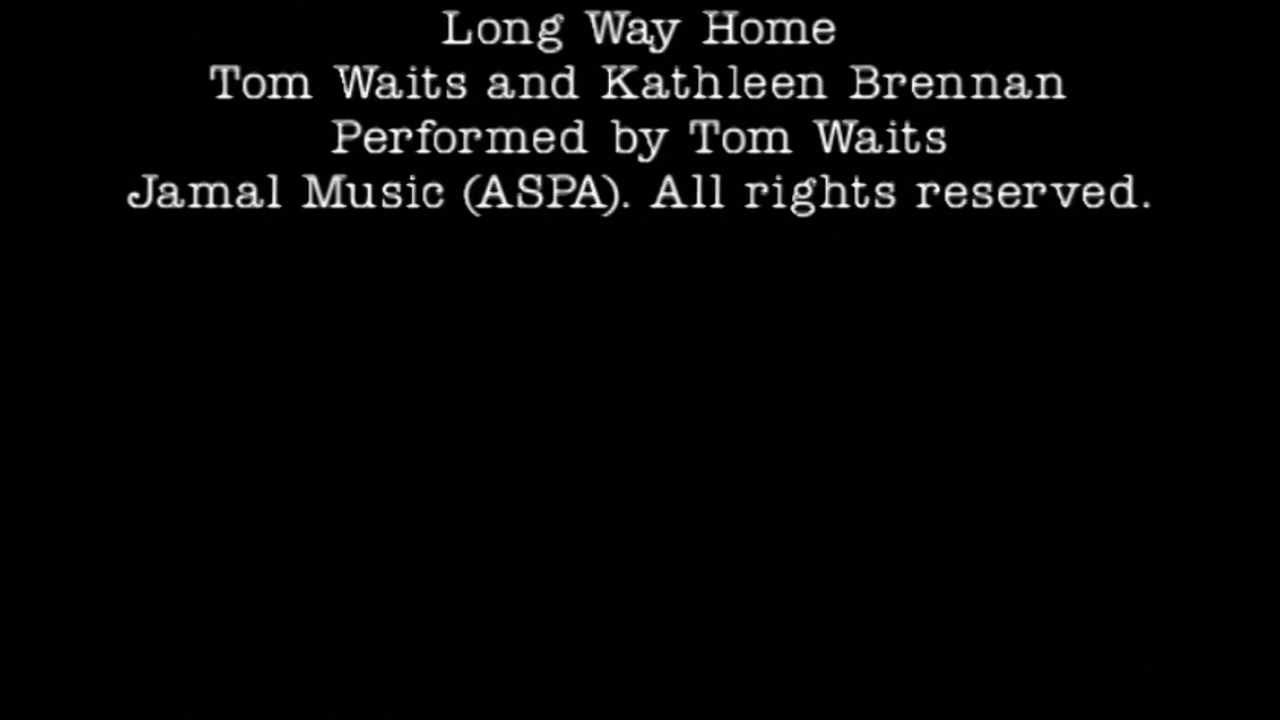 Long Way Home
Tom Waits and Kathleen Brennan
Performed by Tom Waits
Jamal Music (ASPA). All rights reserved.